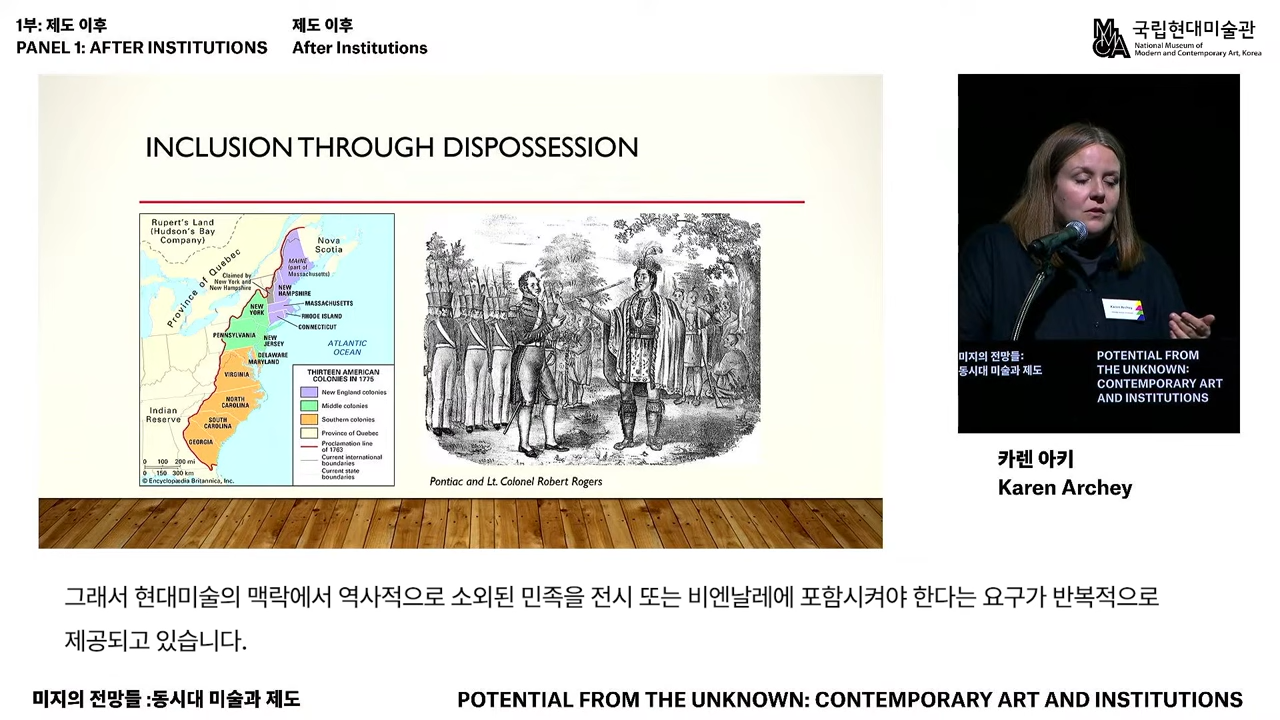 1부: 제도 이후
PANEL 1: AFTER INSTITUTIONS
제도 이후
After Institutions
MMCA
국립현대미술관
National Museum of
Modern and Contemporary Art, Korea
INCLUSION THROUGH DISPOSSESSION
Rupert's Land
(Hudson's Bay
Company)
Province of Quebec
Nova
Scotia
MAINE
(part of
Massachusetts)
Claimed by
New York and
New Hampshire
NEW
HAMPSHIRE
NEW
YORK
MASSACHUSETTS
RHODE ISLAND
CONNECTICUT
PENNSYLVANIA
NEW
JERSEY
DELAWARE
MARYLAND
ATLANTIC
OCEAN
VIRGINIA
NORTH
CAROLINA
SOUTH
CAROLINA
GEORGIA
Indian
Reserve
THIRTEEN AMERICAN
COLONIES IN 1775
New England colonies
Middle colonies
Southern colonies
Province of Quebec
Proclamation line
of 1763
Current international
boundaries
Current state
boundaries
0 100 200 mi
0 150 300 km
© Encyclopædia Britannica, Inc.
Pontiac and Lt. Colonel Robert Rogers
Karen Archey
미지의 전망들:
동시대 미술과 제도
POTENTIAL FROM
THE UNKNOWN:
CONTEMPORARY ART
AND INSTITUTIONS
카렌 아키
Karen Archey
그래서 현대미술의 맥락에서 역사적으로 소외된 민족을 전시 또는 비엔날레에 포함시켜야 한다는 요구가 반복적으로
제공되고 있습니다.
미지의 전망들 :동시대 미술과 제도
POTENTIAL FROM THE UNKNOWN: CONTEMPORARY ART AND INSTITUTIONS